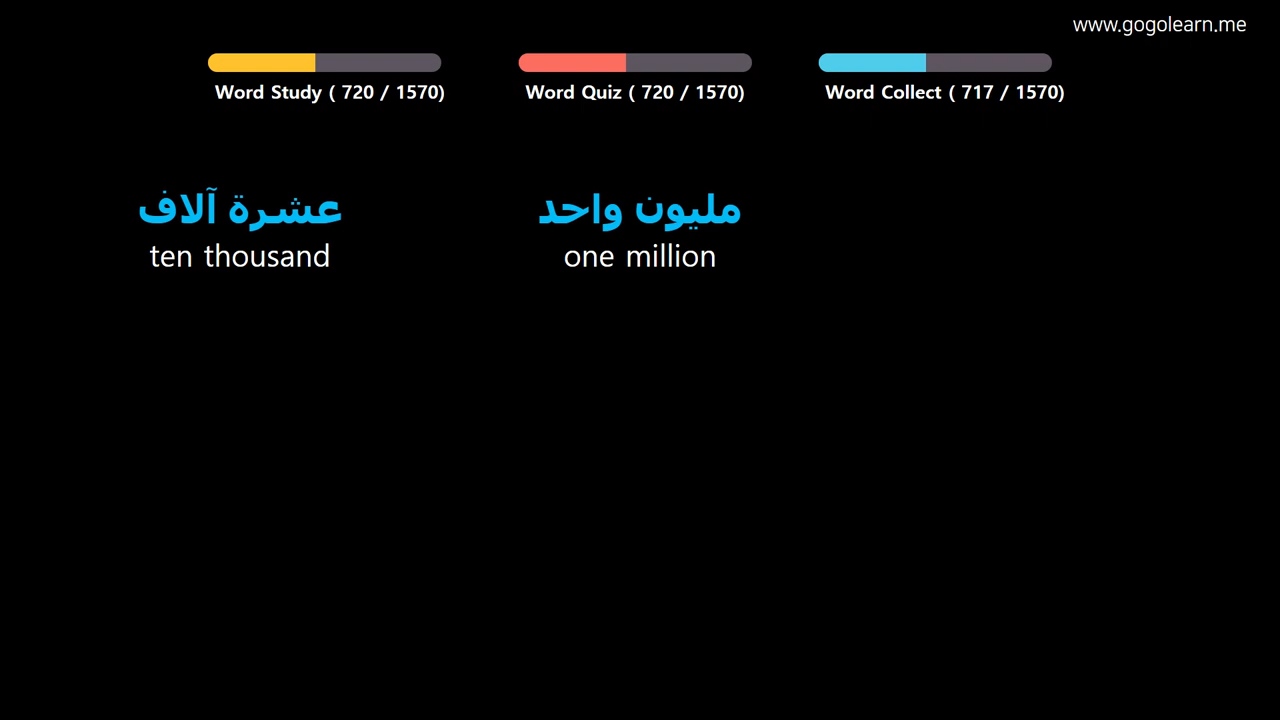 www.gogolearn.me
Word Study ( 720 / 1570)
Word Quiz ( 720 / 1570)
Word Collect ( 717 / 1570)
عشرة آلاف
ten thousand
مليون واحد
one million